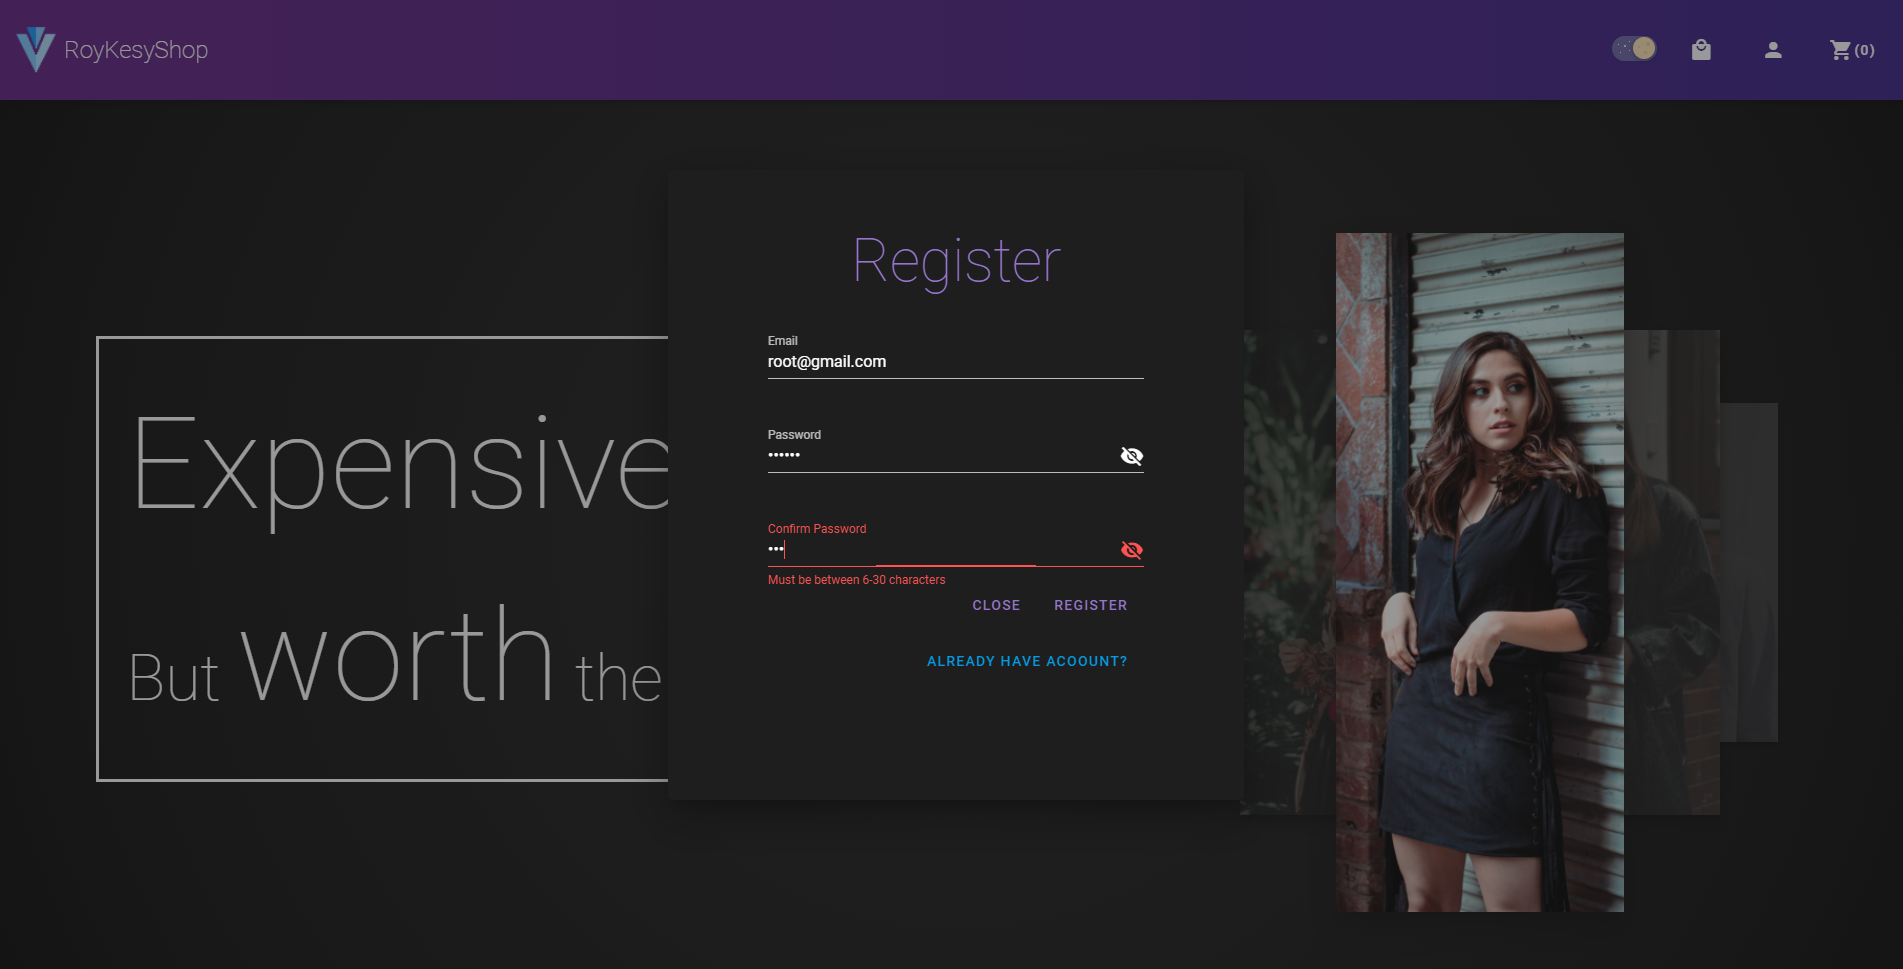 RoyKesyShop
(0)
Expensive
But worth the
Register
Email
root@gmail.com
Password
••••••
Confirm Password
•••
Must be between 6-30 characters
CLOSE REGISTER
ALREADY HAVE ACOOUNT?